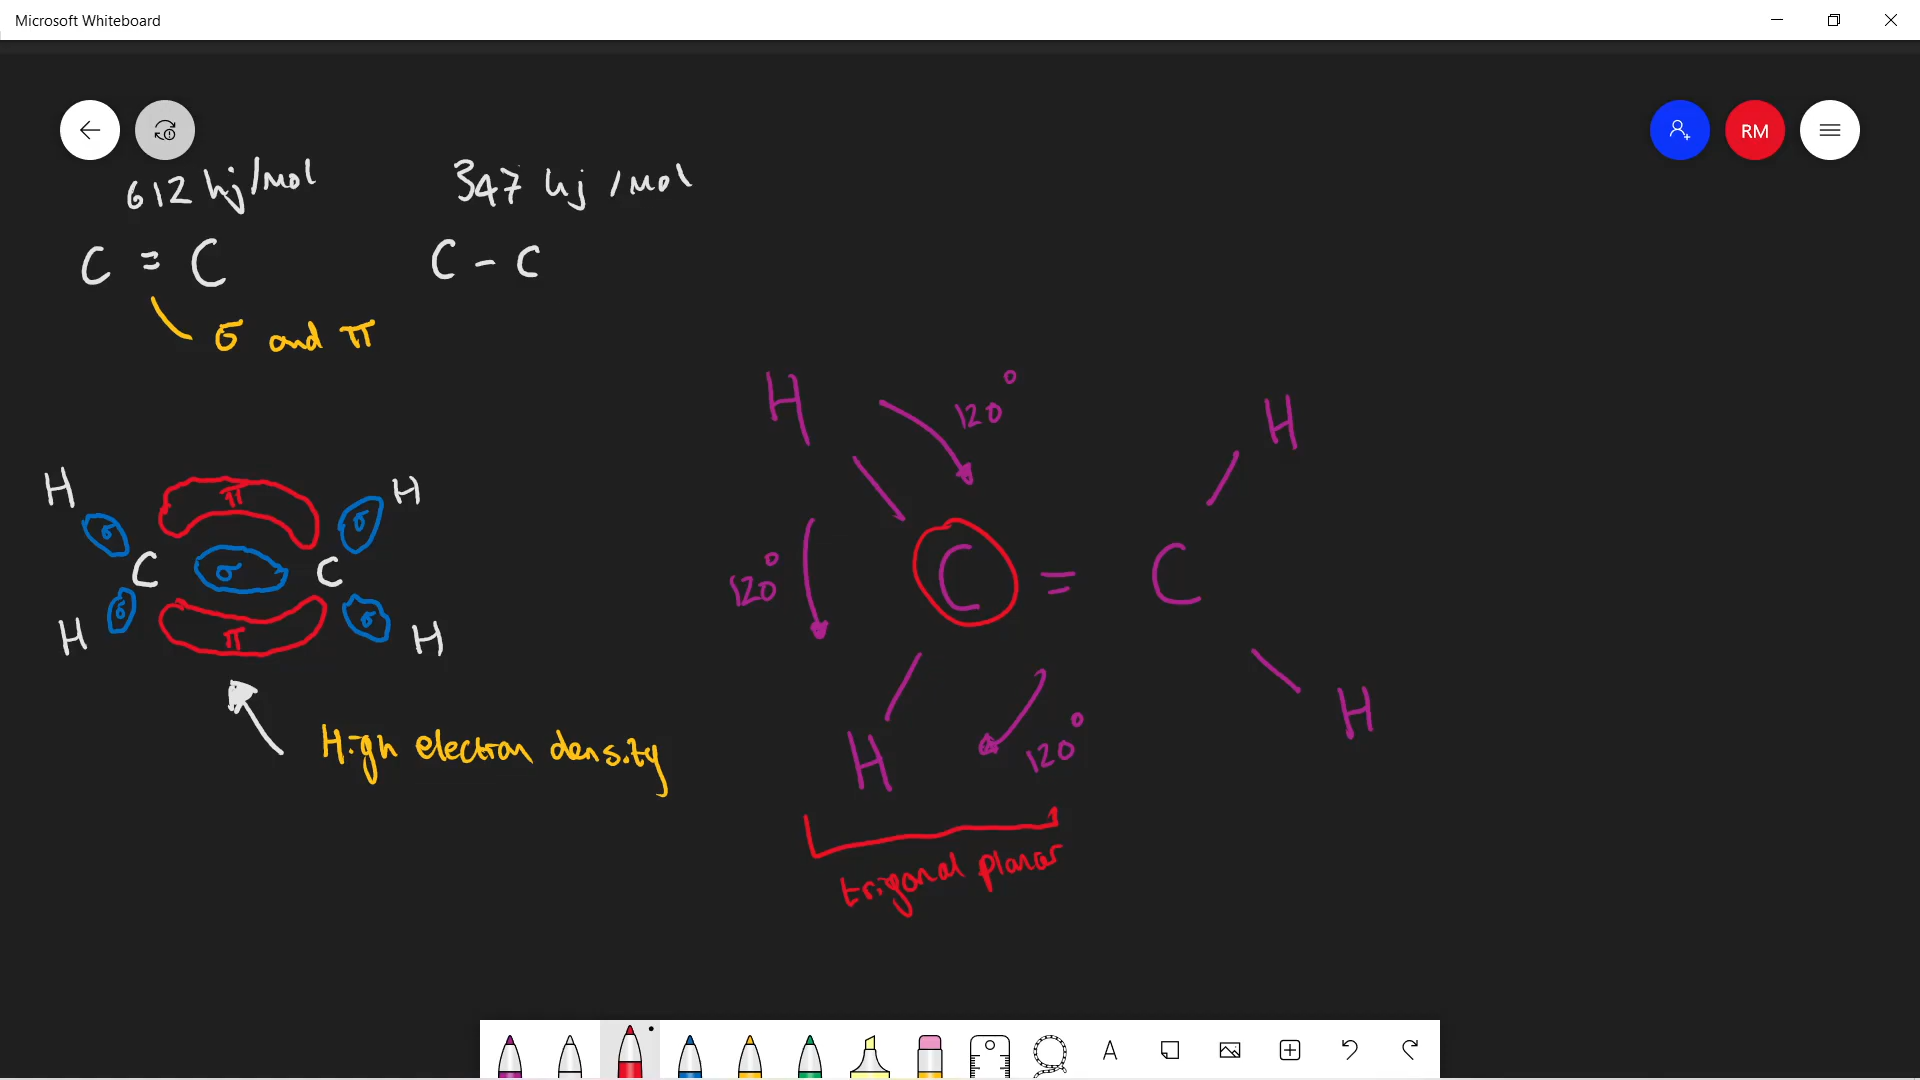 Microsoft Whiteboard
RM
612 kj/mol 347 kj/mol
C = C C - C
σ and π
H 120°
H
H π H
σ σ
C σ C
120° C = C
σ σ
H π H
H
High electron density
H 120°
trigonal planar
A